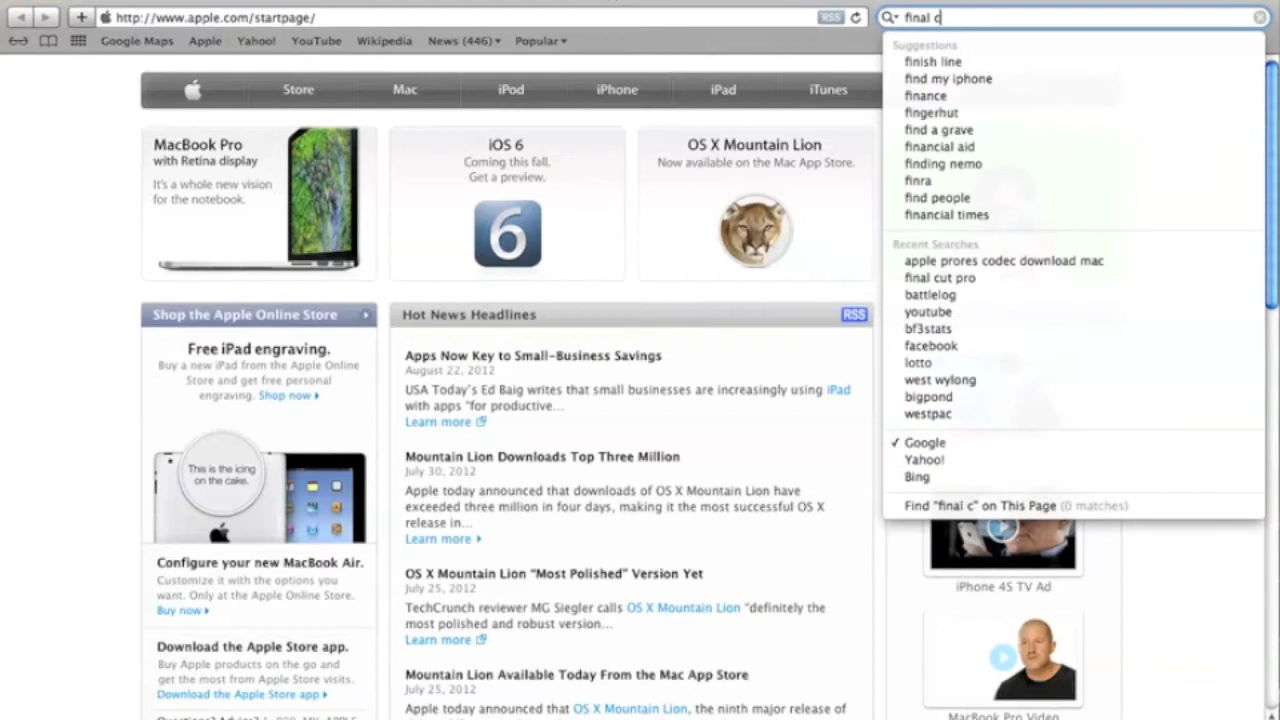 http://www.apple.com/startpage/
RSS
final c
Google Maps
Apple
Yahoo!
YouTube
Wikipedia
News (446)
Popular
Store
Mac
iPod
iPhone
iPad
iTunes
MacBook Pro
with Retina display
It's a whole new vision
for the notebook.
iOS 6
Coming this fall.
Get a preview.
6
OS X Mountain Lion
Now available on the Mac App Store.
Shop the Apple Online Store
Free iPad engraving.
Buy a new iPad from the Apple Online
Store and get free personal
engraving. Shop now
This is the icing
on the cake.
Configure your new MacBook Air.
Customize it with the options you
want. Only at the Apple Online Store.
Buy now
Download the Apple Store app.
Buy Apple products on the go and
get the most from Apple Store visits.
Download the Apple Store app
Hot News Headlines
RSS
Apps Now Key to Small-Business Savings
August 22, 2012
USA Today's Ed Baig writes that small businesses are increasingly using iPad
with apps "for productive...
Learn more
Mountain Lion Downloads Top Three Million
July 30, 2012
Apple today announced that downloads of OS X Mountain Lion have
exceeded three million in four days, making it the most successful OS X
release in...
Learn more
OS X Mountain Lion "Most Polished" Version Yet
July 25, 2012
TechCrunch reviewer MG Siegler calls OS X Mountain Lion "definitely the
most polished and robust version...
Learn more
Mountain Lion Available Today From the Mac App Store
July 25, 2012
Apple today announced that OS X Mountain Lion, the ninth major release of
Suggestions
finish line
find my iphone
finance
fingerhut
find a grave
financial aid
finding nemo
finra
find people
financial times
Recent Searches
apple prores codec download mac
final cut pro
battlelog
youtube
bf3stats
facebook
lotto
west wylong
bigpond
westpac
✓ Google
Yahoo!
Bing
Find "final c" on This Page (0 matches)
iPhone 4S TV Ad
MacBook Pro Video